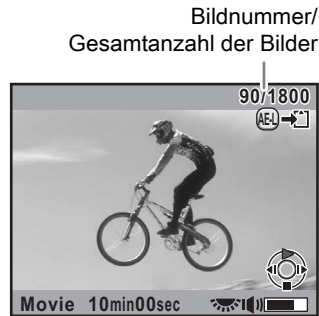 Bildnummer/
Gesamtanzahl der Bilder
90/1800
AE-L
Movie 10min00sec